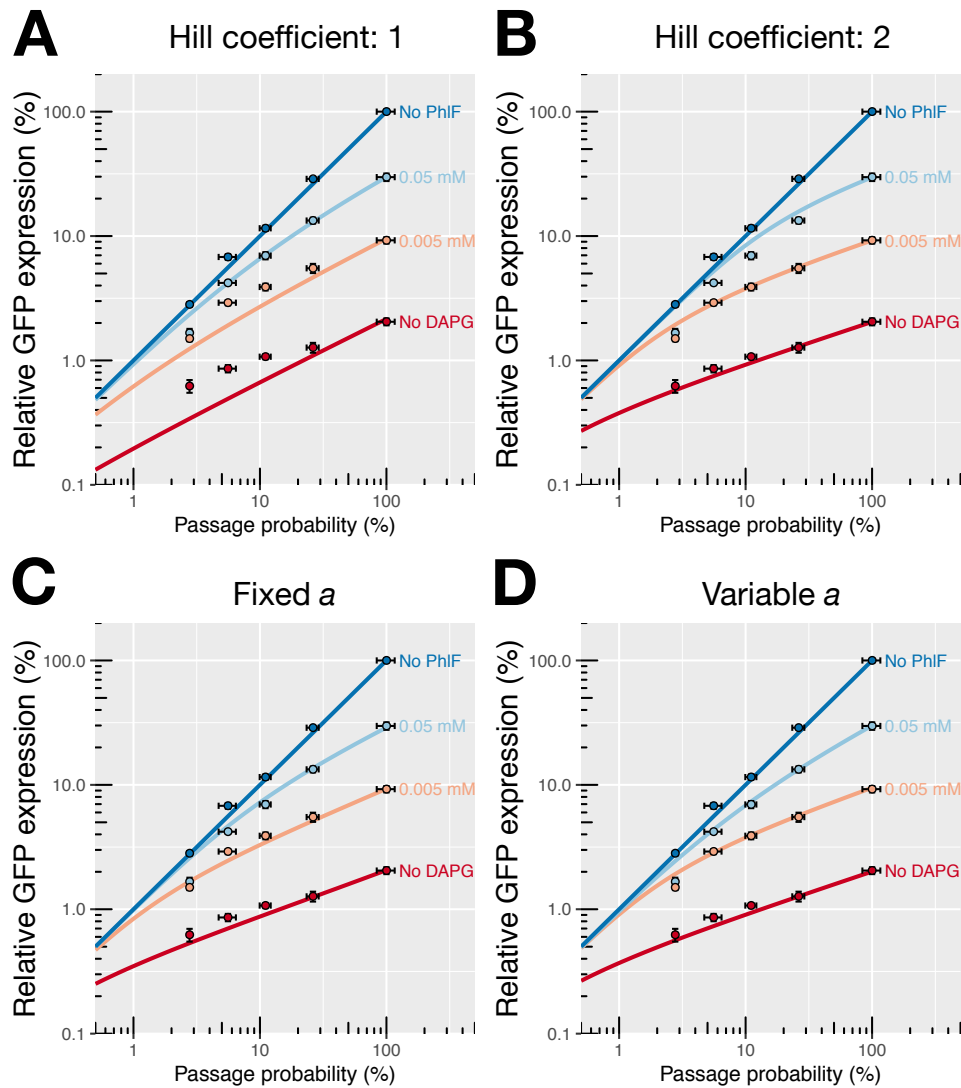 A
Hill coefficient: 1
Relative GFP expression (%)
100.0
10.0
1.0
0.1
No PhlF
0.05 mM
0.005 mM
No DAPG
1
10
100
Passage probability (%)
B
Hill coefficient: 2
Relative GFP expression (%)
100.0
10.0
1.0
0.1
No PhlF
0.05 mM
0.005 mM
No DAPG
1
10
100
Passage probability (%)
C
Fixed a
Relative GFP expression (%)
100.0
10.0
1.0
0.1
No PhlF
0.05 mM
0.005 mM
No DAPG
1
10
100
Passage probability (%)
D
Variable a
Relative GFP expression (%)
100.0
10.0
1.0
0.1
No PhlF
0.05 mM
0.005 mM
No DAPG
1
10
100
Passage probability (%)